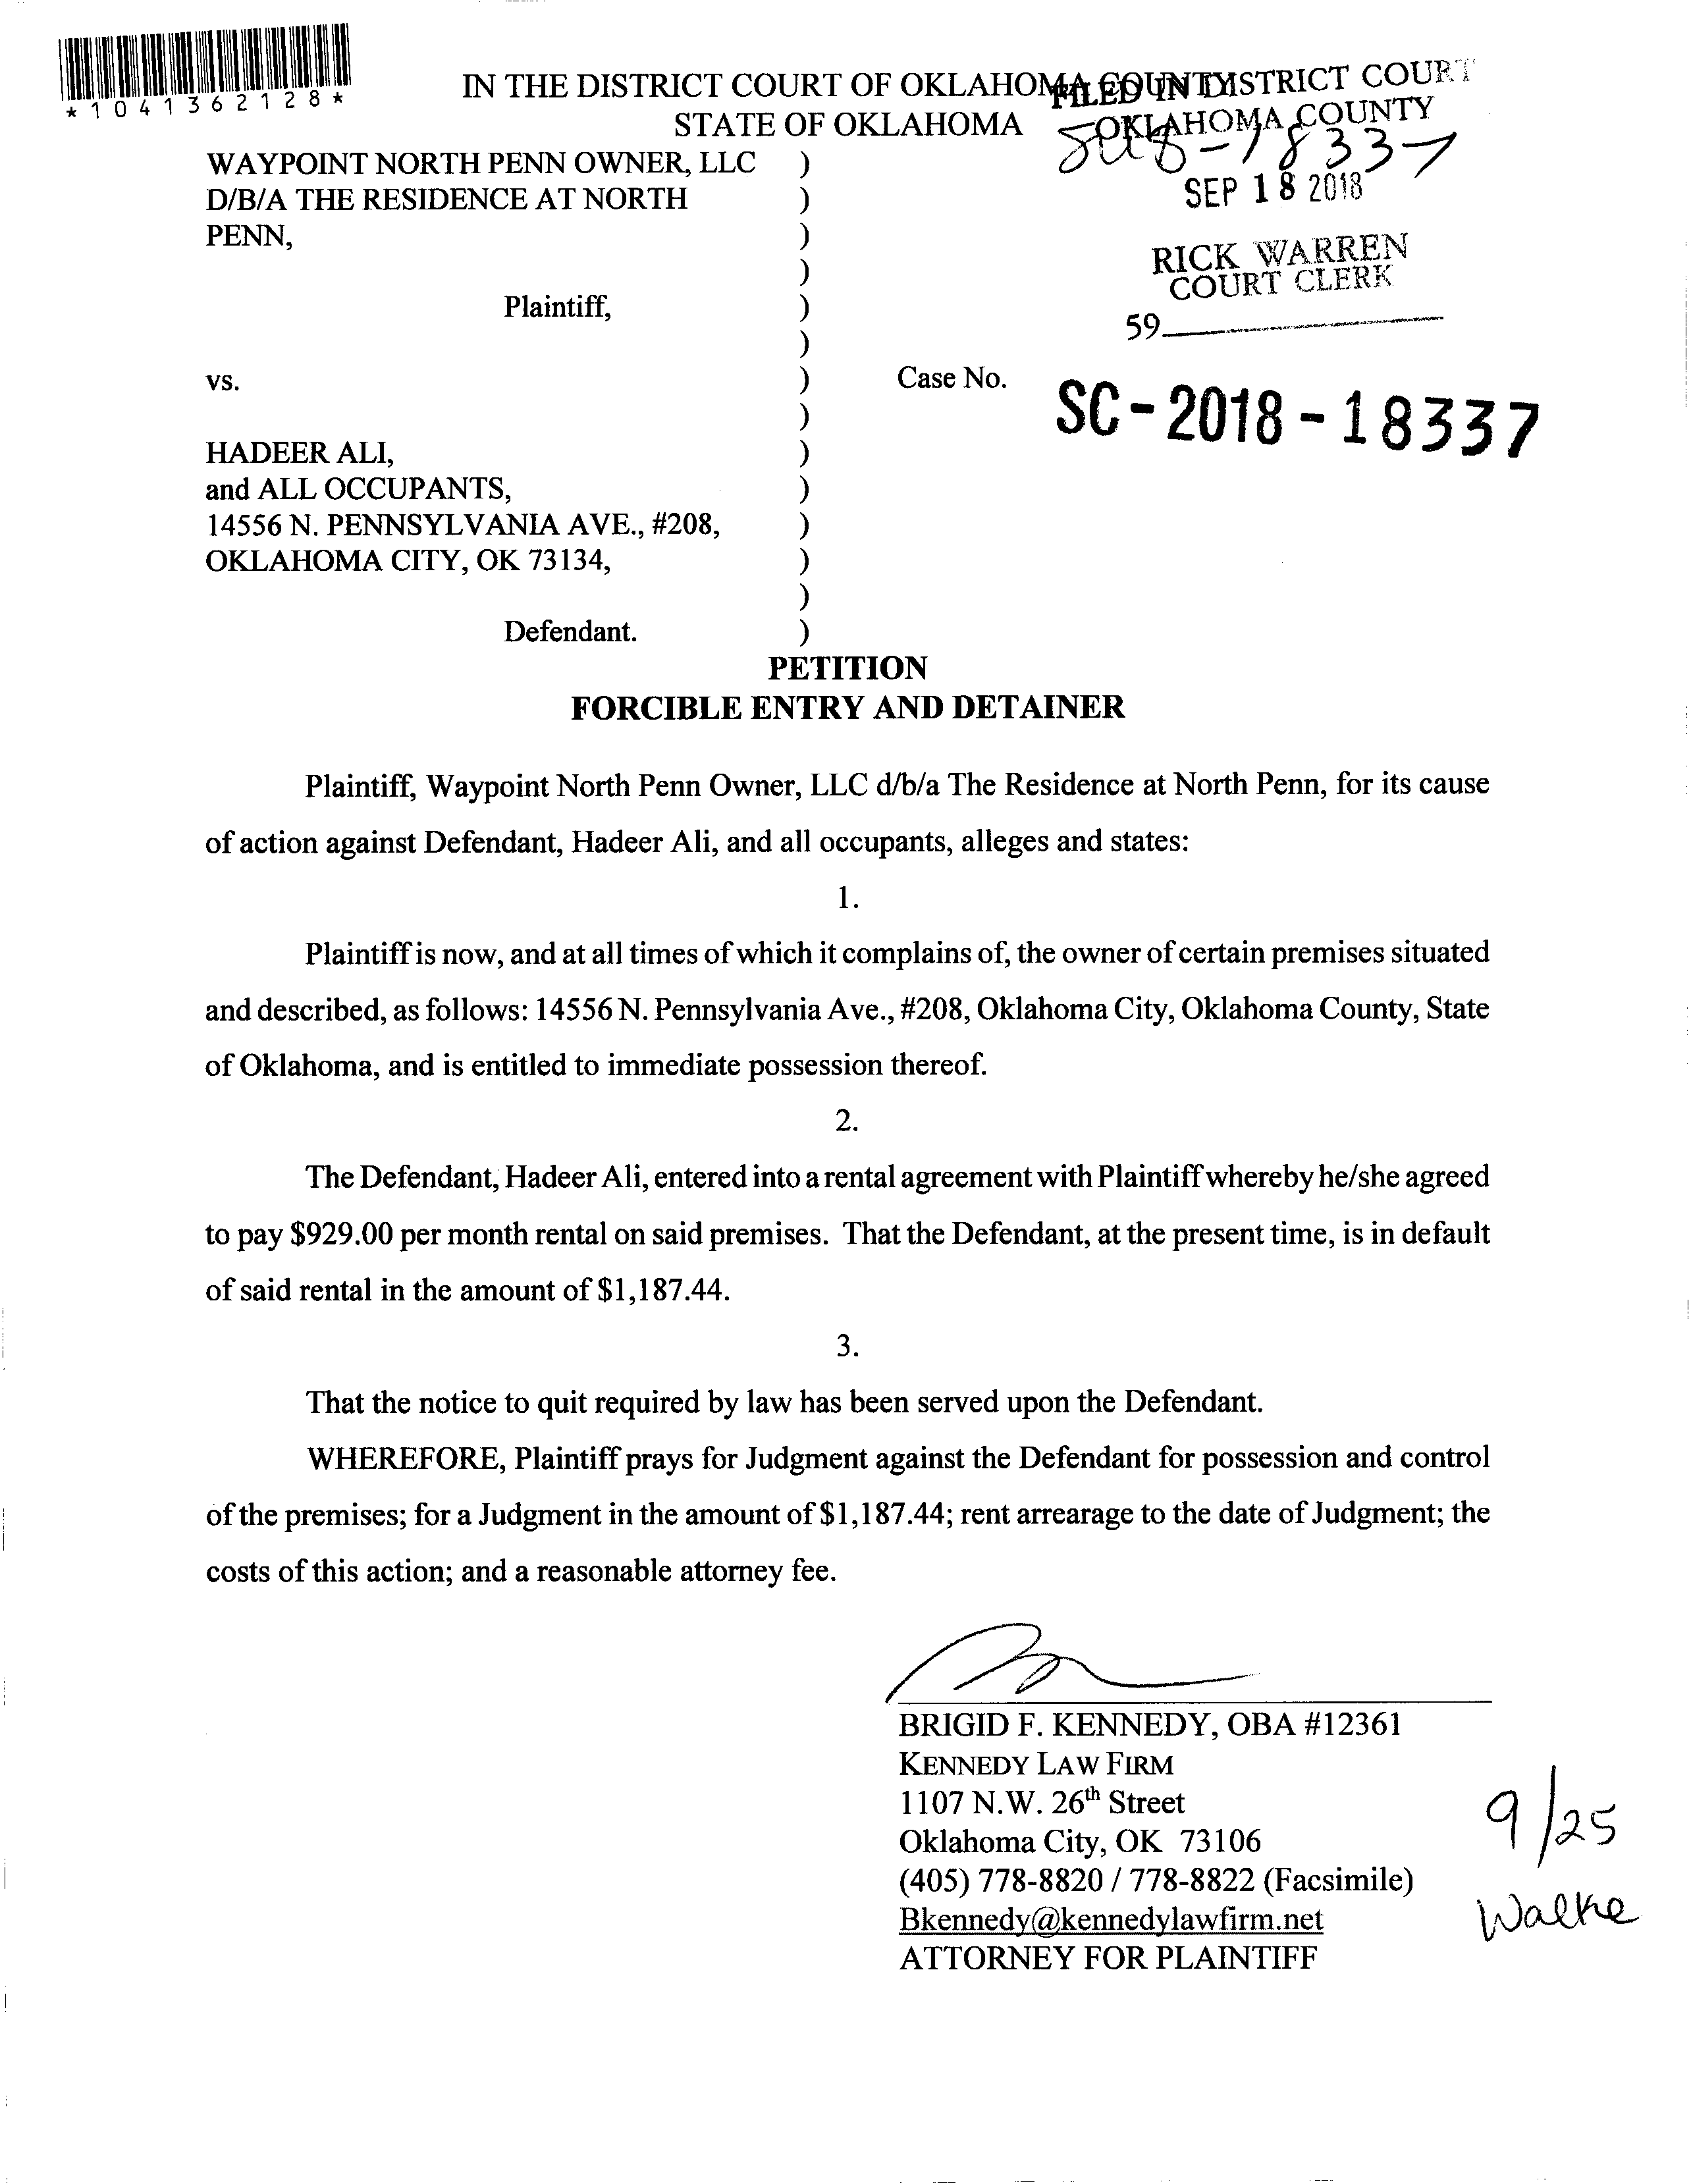 *1041362128*
IN THE DISTRICT COURT OF OKLAHOMA COUNTY
STATE OF OKLAHOMA
FILED IN DISTRICT COURT
OKLAHOMA COUNTY
SC18-18337
SEP 18 2018
RICK WARREN
COURT CLERK
59
WAYPOINT NORTH PENN OWNER, LLC )
D/B/A THE RESIDENCE AT NORTH )
PENN, )
)
Plaintiff, )
)
vs. ) Case No. SC-2018-18337
)
HADEER ALI, )
and ALL OCCUPANTS, )
14556 N. PENNSYLVANIA AVE., #208, )
OKLAHOMA CITY, OK 73134, )
)
Defendant. )
PETITION
FORCIBLE ENTRY AND DETAINER
Plaintiff, Waypoint North Penn Owner, LLC d/b/a The Residence at North Penn, for its cause
of action against Defendant, Hadeer Ali, and all occupants, alleges and states:
1.
Plaintiff is now, and at all times of which it complains of, the owner of certain premises situated
and described, as follows: 14556 N. Pennsylvania Ave., #208, Oklahoma City, Oklahoma County, State
of Oklahoma, and is entitled to immediate possession thereof.
2.
The Defendant, Hadeer Ali, entered into a rental agreement with Plaintiff whereby he/she agreed
to pay $929.00 per month rental on said premises. That the Defendant, at the present time, is in default
of said rental in the amount of $1,187.44.
3.
That the notice to quit required by law has been served upon the Defendant.
WHEREFORE, Plaintiff prays for Judgment against the Defendant for possession and control
of the premises; for a Judgment in the amount of $1,187.44; rent arrearage to the date of Judgment; the
costs of this action; and a reasonable attorney fee.
BRIGID F. KENNEDY, OBA #12361
KENNEDY LAW FIRM
1107 N.W. 26th Street
Oklahoma City, OK 73106
(405) 778-8820 / 778-8822 (Facsimile)
Bkennedy@kennedylawfirm.net
ATTORNEY FOR PLAINTIFF
9/25
Walke